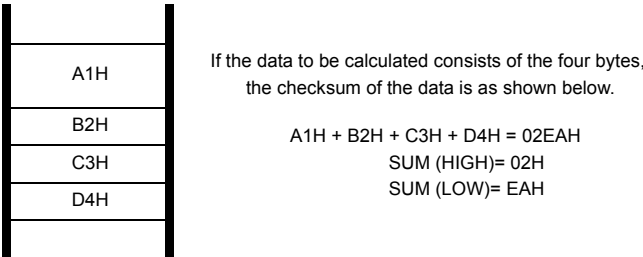 A1H
B2H
C3H
D4H
If the data to be calculated consists of the four bytes,
the checksum of the data is as shown below.
A1H + B2H + C3H + D4H = 02EAH
SUM (HIGH)= 02H
SUM (LOW)= EAH